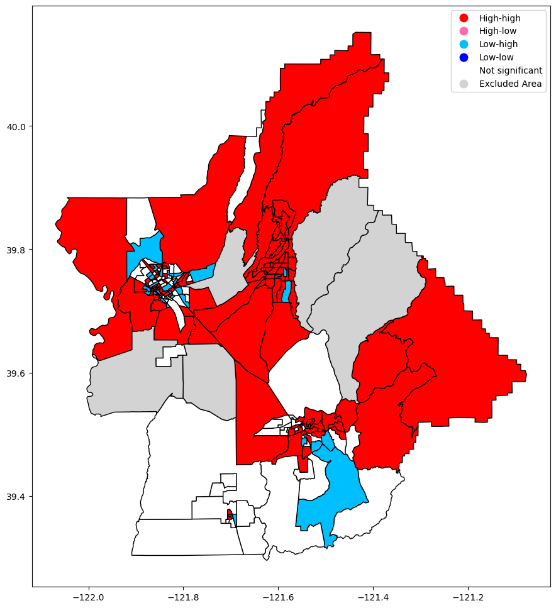 High-high
High-low
Low-high
Low-low
Not significant
Excluded Area
40.0
39.8
39.6
39.4
−122.0
−121.8
−121.6
−121.4
−121.2